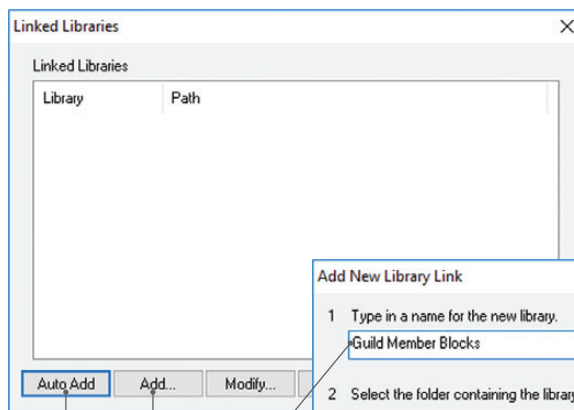 Linked Libraries
Linked Libraries
Library Path
Auto Add Add... Modify...
Add New Library Link
1 Type in a name for the new library.
Guild Member Blocks
2 Select the folder containing the library